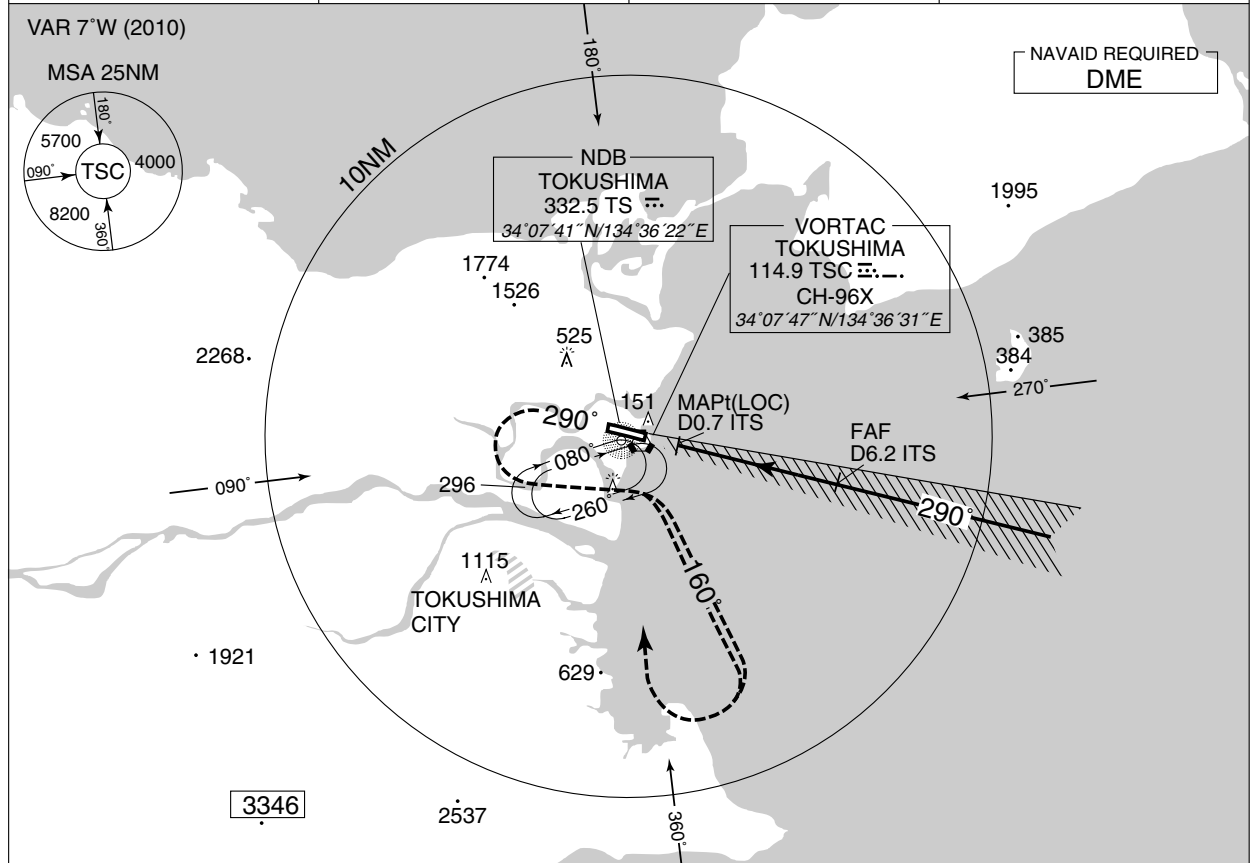 VAR 7°W (2010)
MSA 25NM
180°
5700
4000
090°
TSC
8200
360°
180°
NAVAID REQUIRED
DME
10NM
NDB
TOKUSHIMA
332.5 TS
34°07′41″N/134°36′22″E
1995
VORTAC
TOKUSHIMA
114.9 TSC
CH-96X
34°07′47″N/134°36′31″E
1774
1526
525
385
384
2268
270°
151
MAPt(LOC)
D0.7 ITS
290°
FAF
D6.2 ITS
080°
090°
296
260°
290°
1115
TOKUSHIMA
CITY
160°
1921
629
3346
2537
360°